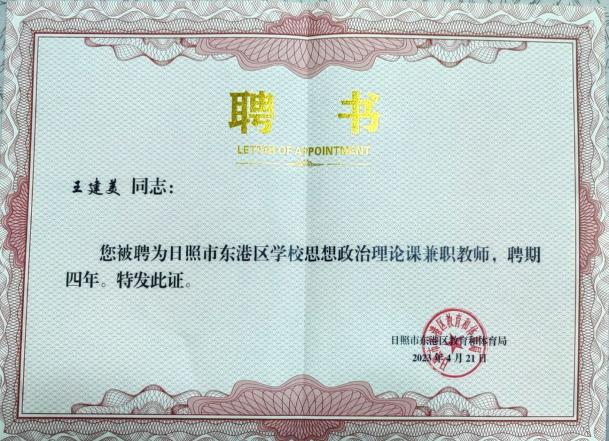 聘 书
LETTER OF APPOINTMENT
王建美 同志：
您被聘为日照市东港区学校思想政治理论课兼职教师，聘期
四年。特发此证。
日照市东港区教育和体育局
2023年4月21日